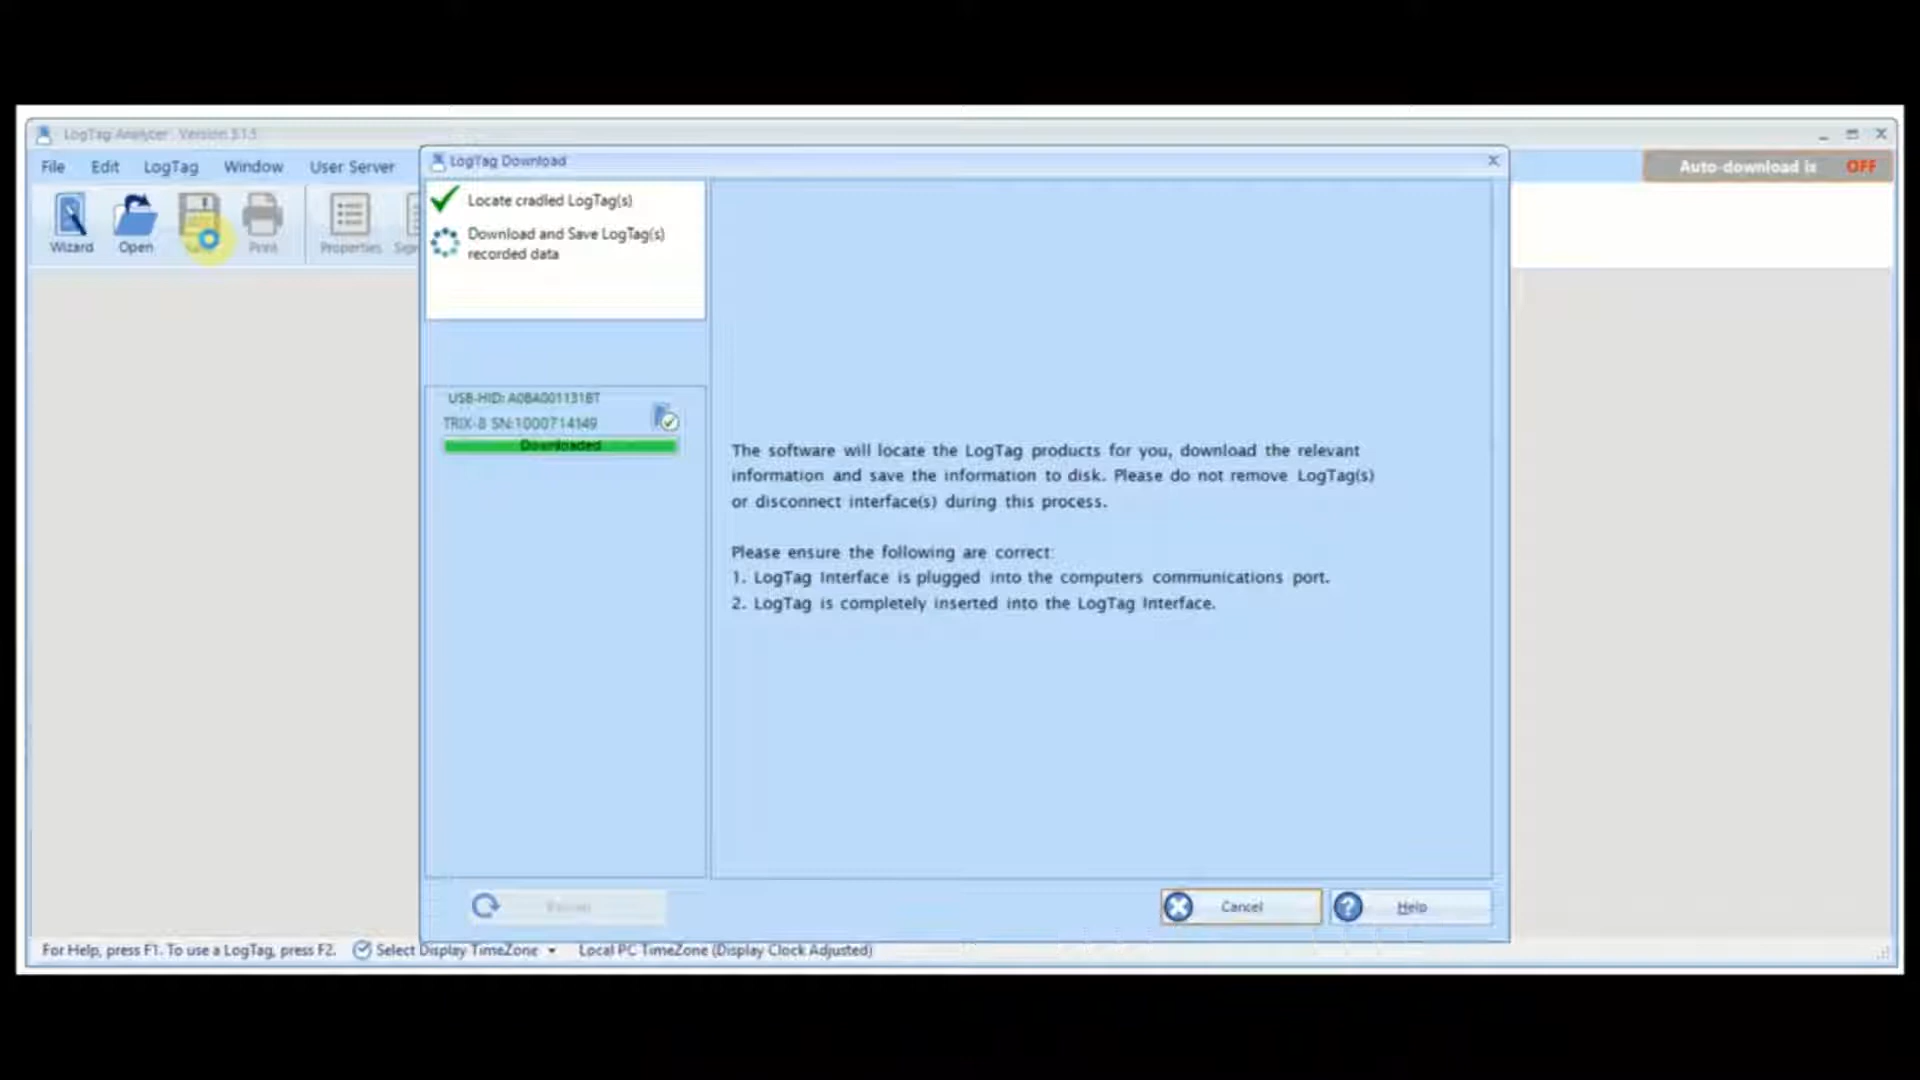 LogTag Analyzer - Version 3.1.5
File Edit LogTag Window User Server
Auto-download is OFF
Wizard Open Print Properties
LogTag Download
Locate cradled LogTag(s)
Download and Save LogTag(s)
recorded data
USB-HID:
TRIX-8 SN:1000714149
Downloaded
The software will locate the LogTag products for you, download the relevant
information and save the information to disk. Please do not remove LogTag(s)
or disconnect interface(s) during this process.
Please ensure the following are correct:
1. LogTag Interface is plugged into the computers communications port.
2. LogTag is completely inserted into the LogTag Interface.
Cancel
Help
For Help, press F1. To use a LogTag, press F2. Select Display TimeZone Local PC TimeZone (Display Clock Adjusted)